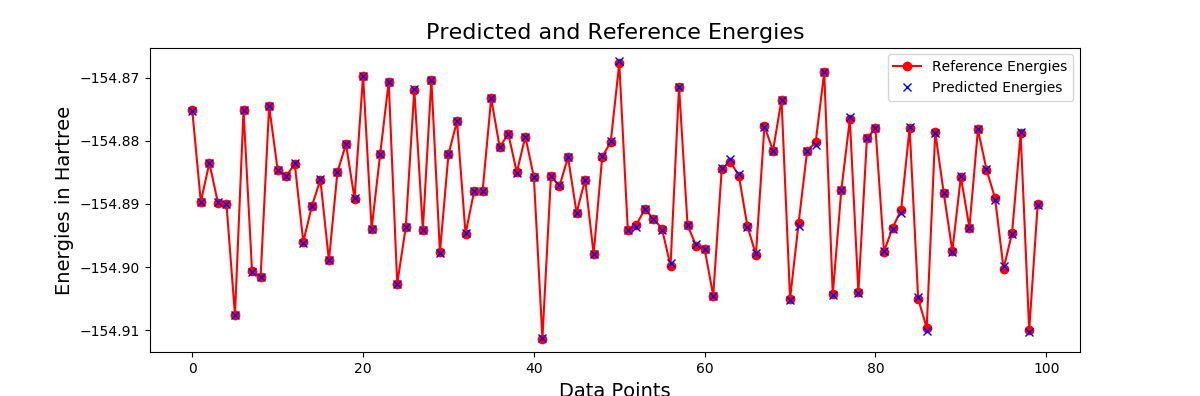 Predicted and Reference Energies
Reference Energies
Predicted Energies
Energies in Hartree
−154.87
−154.88
−154.89
−154.90
−154.91
0 20 40 60 80 100
Data Points